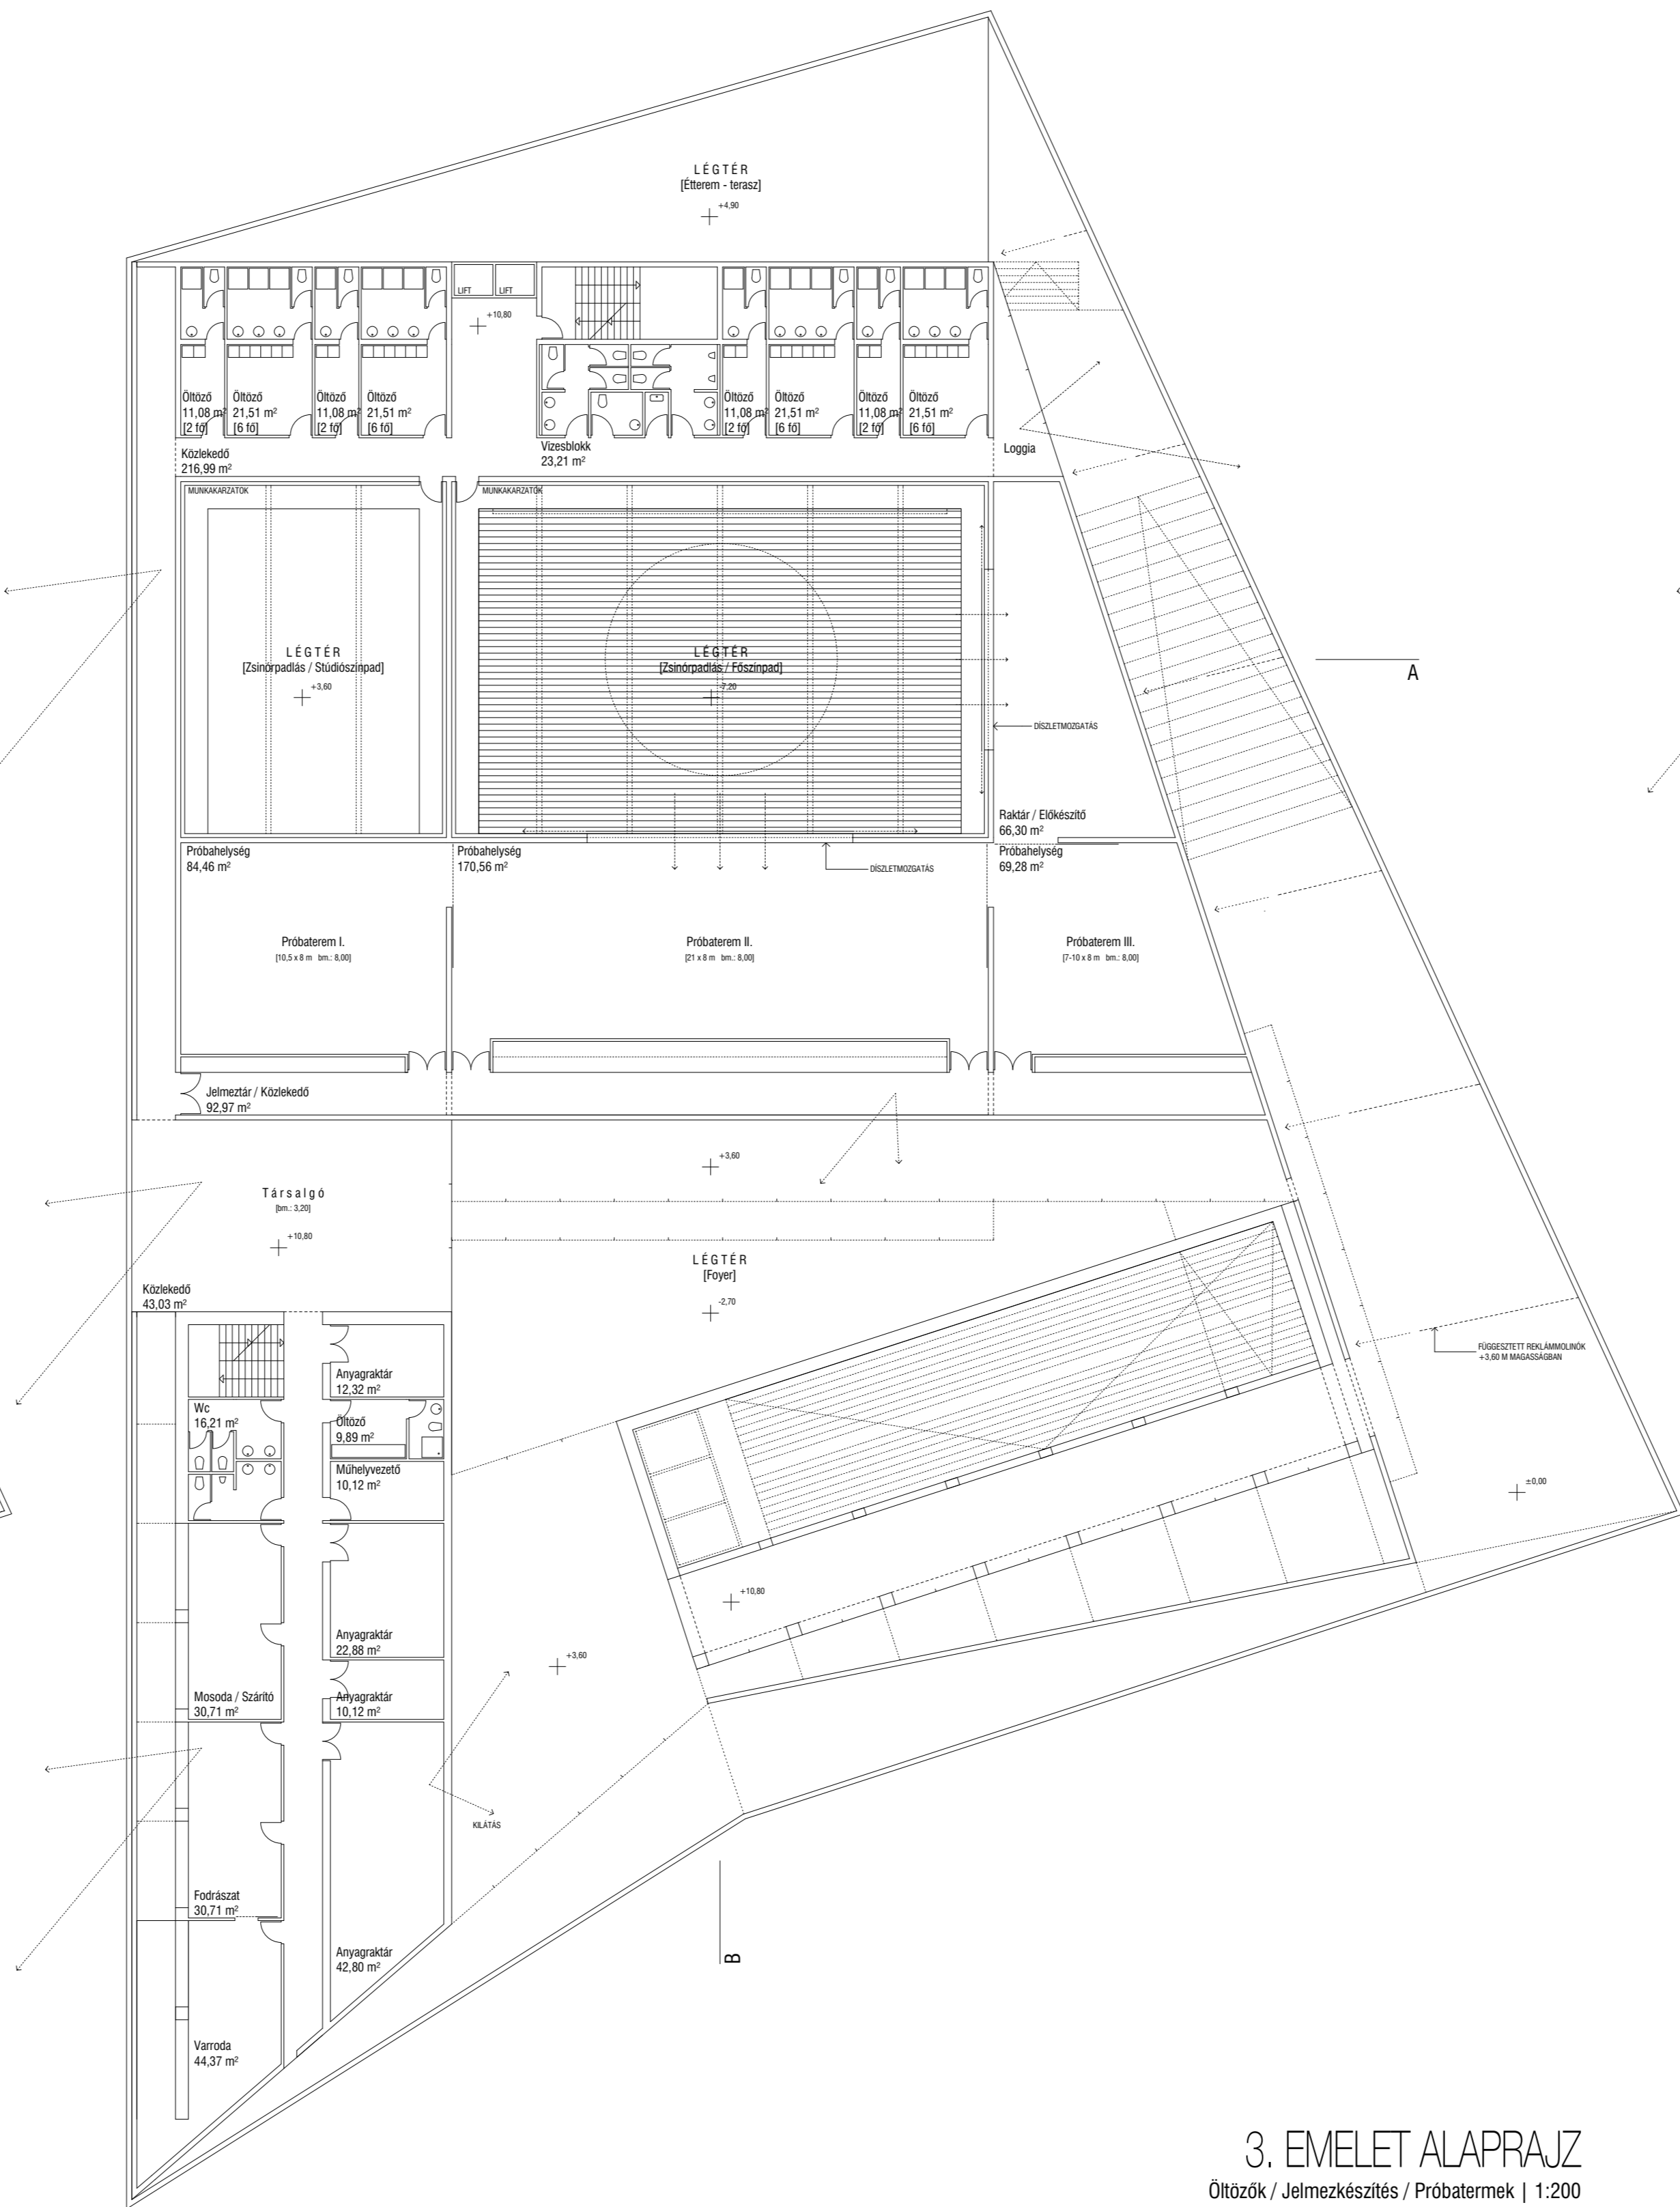 LÉGTÉR
[Étterem - terasz]
+4,90
LIFT
LIFT
+10,80
Öltöző
11,08 m²
[2 fő]
Öltöző
21,51 m²
[6 fő]
Öltöző
11,08 m²
[2 fő]
Öltöző
21,51 m²
[6 fő]
Öltöző
11,08 m²
[2 fő]
Öltöző
21,51 m²
[6 fő]
Öltöző
11,08 m²
[2 fő]
Öltöző
21,51 m²
[6 fő]
Közlekedő
216,99 m²
Vizesblokk
23,21 m²
Loggia
MUNKAKARZATOK
MUNKAKARZATOK
LÉGTÉR
[Zsinórpadlás / Stúdiószínpad]
+3,60
LÉGTÉR
[Zsinórpadlás / Főszínpad]
-7,20
A
DÍSZLETMOZGATÁS
Raktár / Előkészítő
66,30 m²
Próbahelység
84,46 m²
Próbahelység
170,56 m²
Próbahelység
69,28 m²
DÍSZLETMOZGATÁS
Próbaterem I.
[10,5 x 8 m bm.: 8,00]
Próbaterem II.
[21 x 8 m bm.: 8,00]
Próbaterem III.
[7-10 x 8 m bm.: 8,00]
Jelmeztár / Közlekedő
92,97 m²
+3,60
Társalgó
[bm.: 3,20]
+10,80
LÉGTÉR
[Foyer]
-2,70
Közlekedő
43,03 m²
FÜGGESZTETT REKLÁMMOLINÓK
+3,60 M MAGASSÁGBAN
Anyagraktár
12,32 m²
Wc
16,21 m²
Öltöző
9,89 m²
Műhelyvezető
10,12 m²
±0,00
+10,80
Anyagraktár
22,88 m²
+3,60
Mosoda / Szárító
30,71 m²
Anyagraktár
10,12 m²
KILÁTÁS
Fodrászat
30,71 m²
Anyagraktár
42,80 m²
B
Varroda
44,37 m²
3. EMELET ALAPRAJZ
Öltözők / Jelmezkészítés / Próbatermek | 1:200